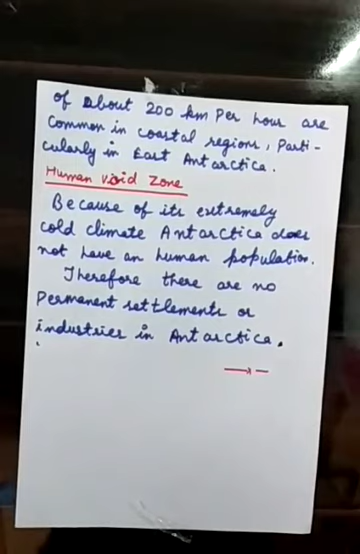 of about 200 km Per hour are
common in coastal regions, Parti-
cularly in East Antarctica.
Human void Zone
Because of its extremely
cold climate Antarctica does
not have an human population.
Therefore there are no
Permanent settlements or
industries in Antarctica.